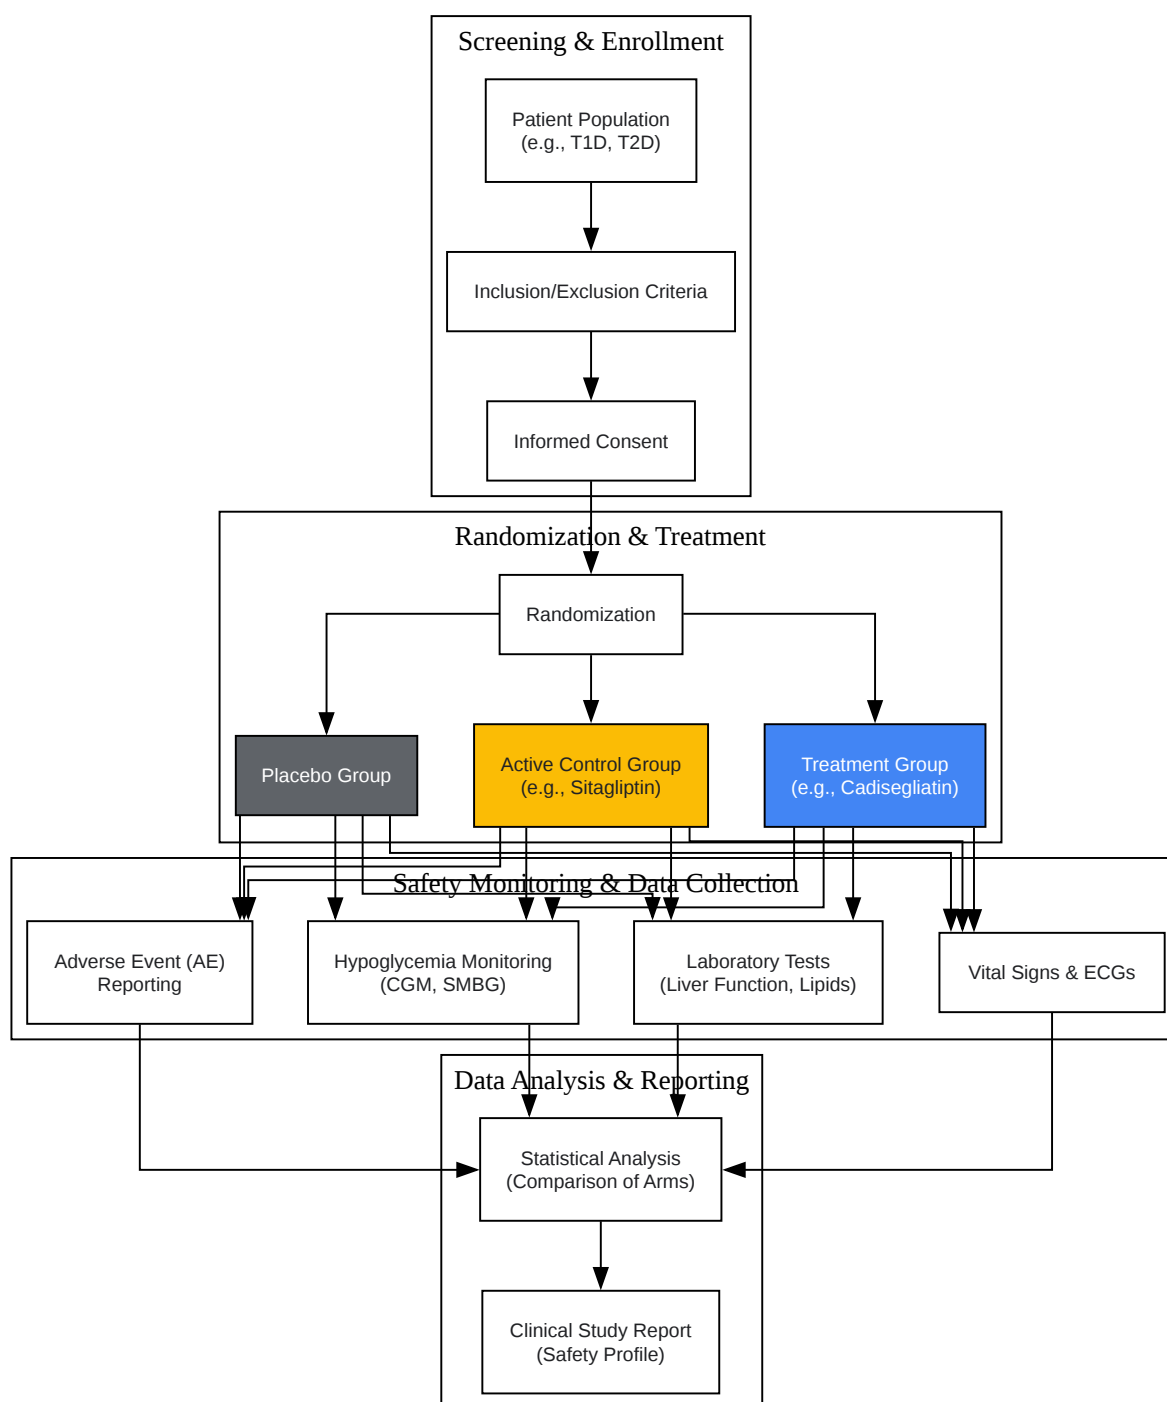 Screening & Enrollment
Patient Population
(e.g., T1D, T2D)
Inclusion/Exclusion Criteria
Informed Consent
Randomization & Treatment
Randomization
Placebo Group
Active Control Group
(e.g., Sitagliptin)
Treatment Group
(e.g., Cadisegliatin)
Safety Monitoring & Data Collection
Adverse Event (AE)
Reporting
Hypoglycemia Monitoring
(CGM, SMBG)
Laboratory Tests
(Liver Function, Lipids)
Vital Signs & ECGs
Data Analysis & Reporting
Statistical Analysis
(Comparison of Arms)
Clinical Study Report
(Safety Profile)